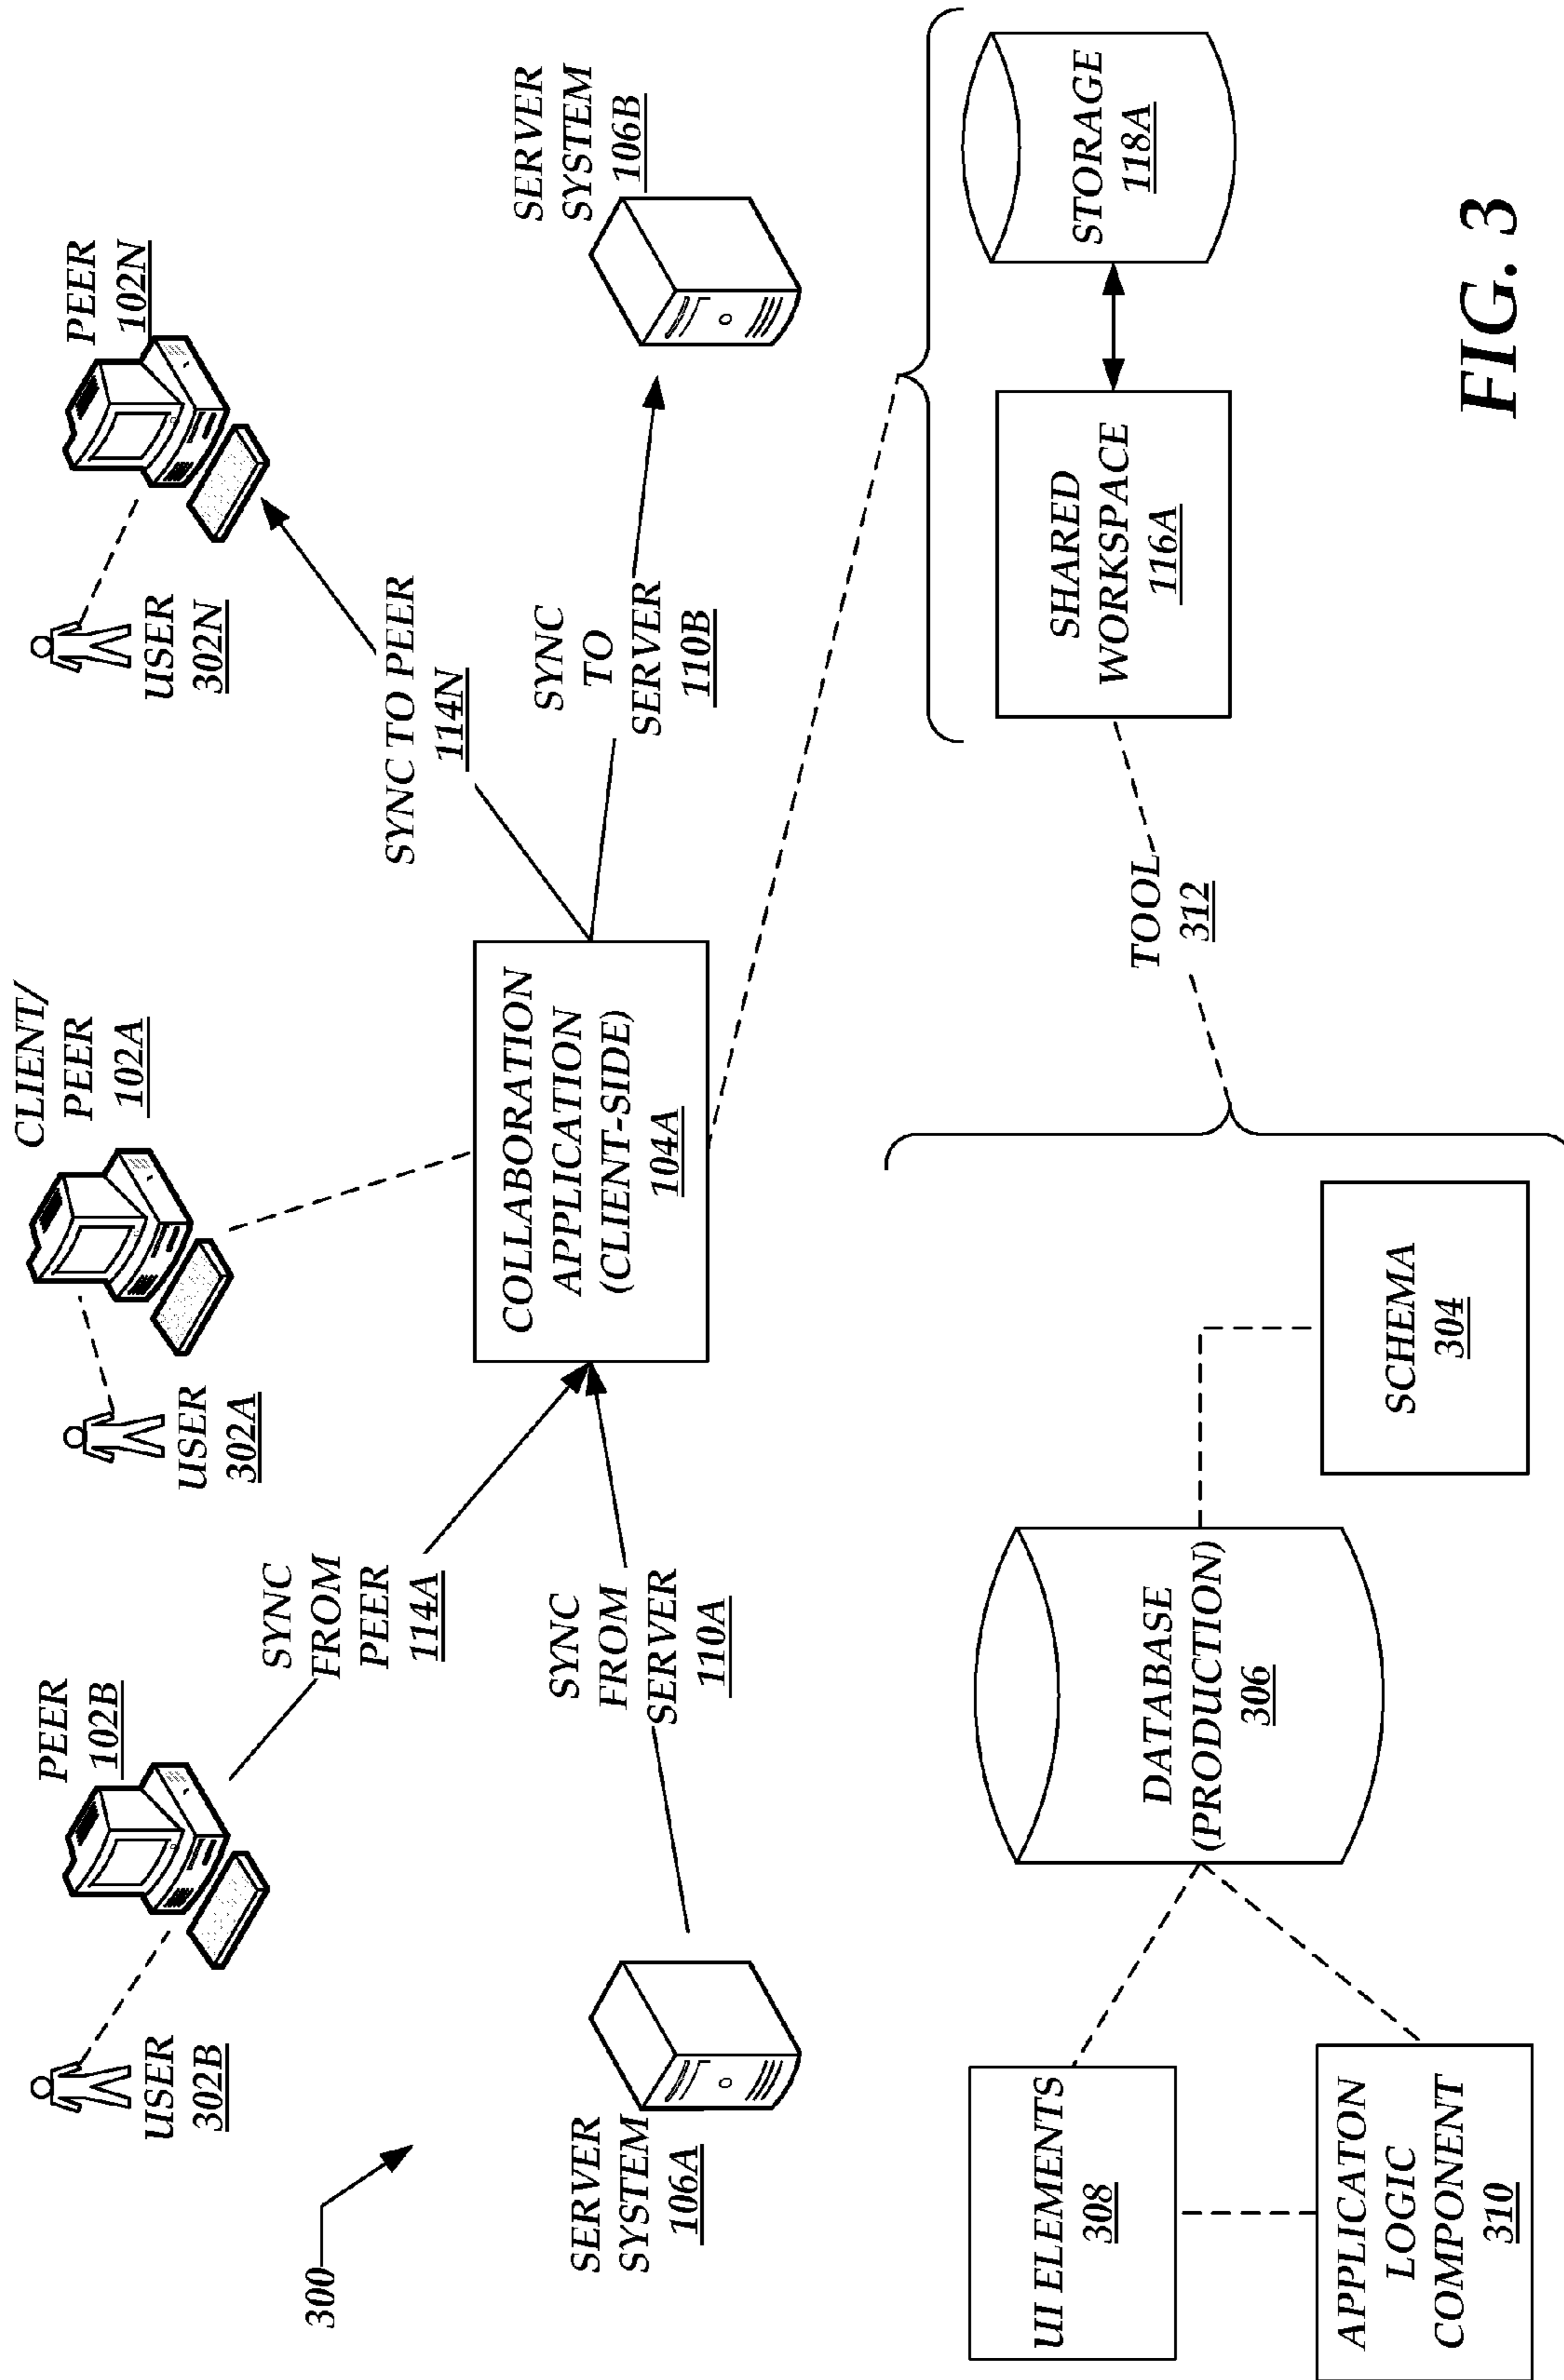 PEER
102B
USER
302B
CLIENT/
PEER
102A
USER
302A
PEER
102N
USER
302N
300
SYNC
FROM
PEER
114A
SYNC TO PEER
114N
COLLABORATION
APPLICATION
(CLIENT-SIDE)
104A
SERVER
SYSTEM
106A
SYNC
FROM
SERVER
110A
SYNC
TO
SERVER
110B
SERVER
SYSTEM
106B
UI ELEMENTS
308
APPLICATON
LOGIC
COMPONENT
310
DATABASE
(PRODUCTION)
306
SCHEMA
304
TOOL
312
SHARED
WORKSPACE
116A
STORAGE
118A
FIG. 3